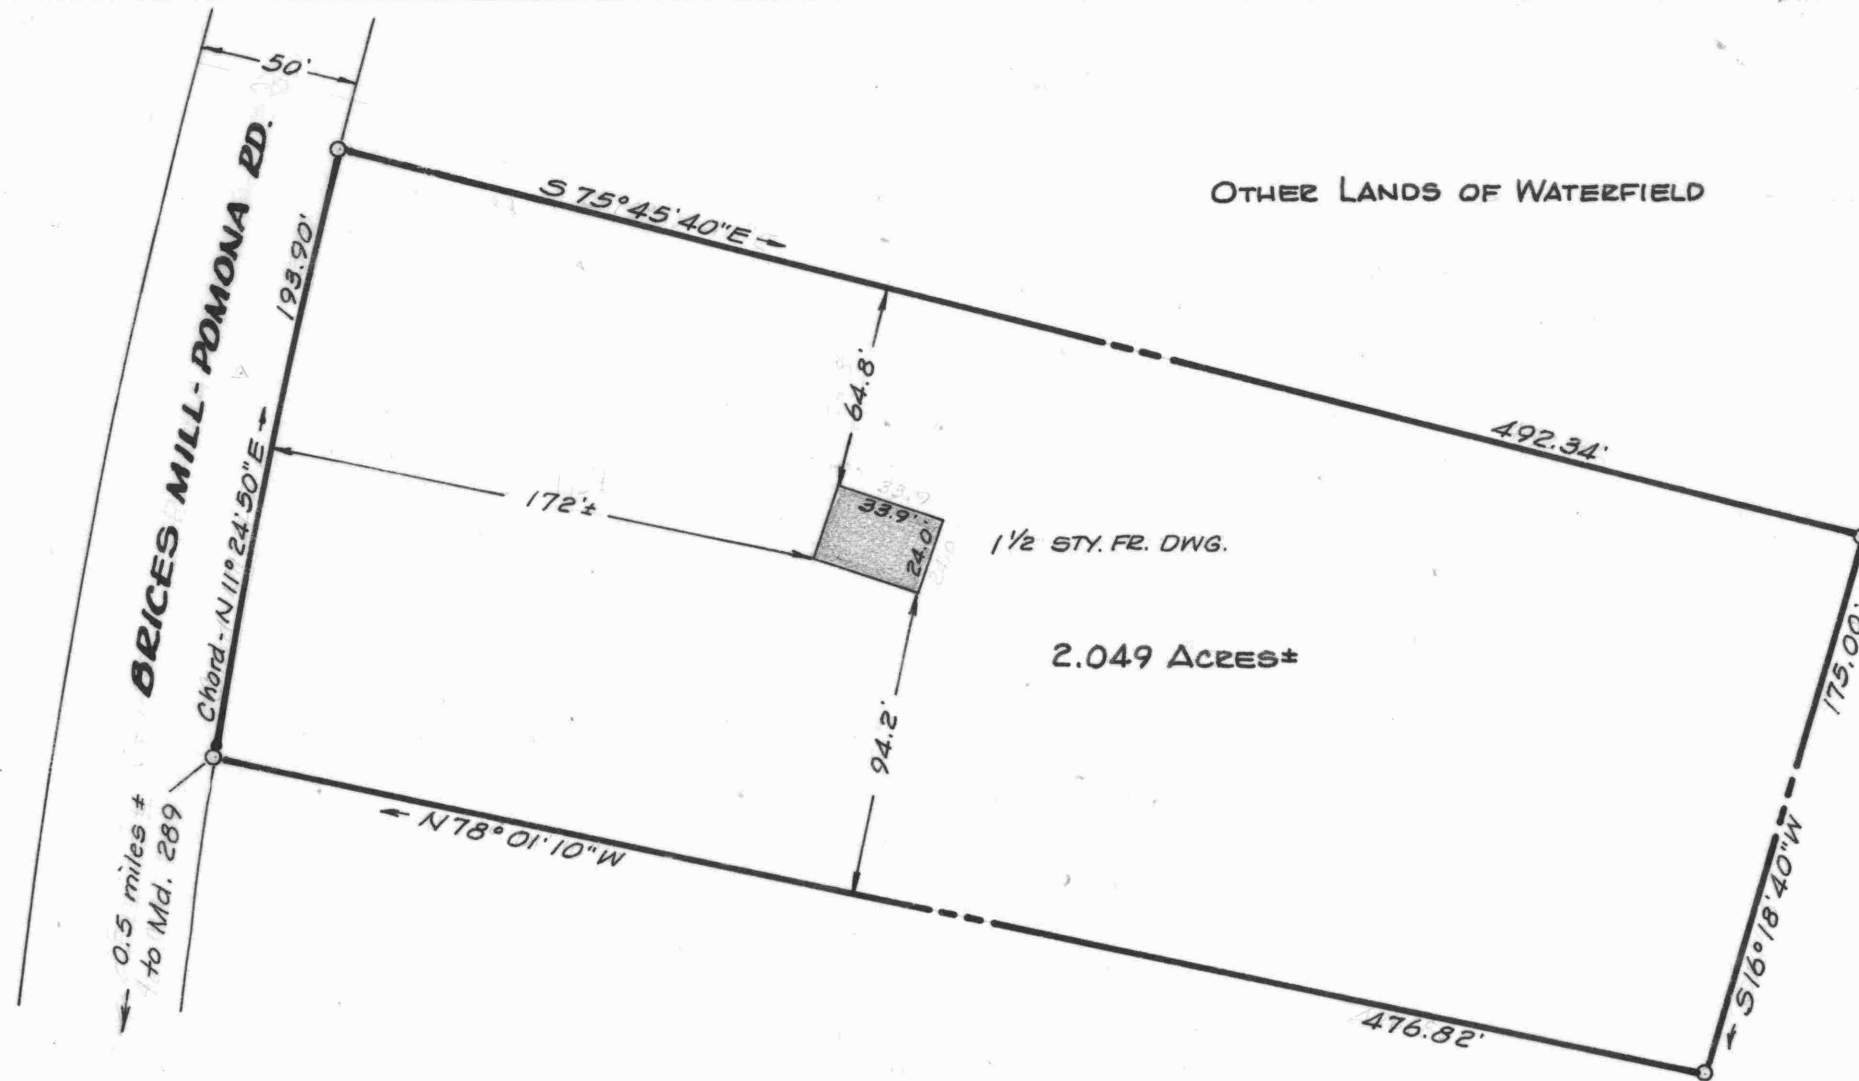 50'
BRICES MILL-POMONA RD.
193.90'
Chord-N11°24'50"E
S 75°45'40"E
OTHER LANDS OF WATERFIELD
64.8'
492.34'
172'±
33.9'
24.0'
1½ STY. FR. DWG.
2.049 ACRES±
175.00'
94.2'
N78°01'10"W
0.5 miles ±
to Md. 289
S16°18'40"W
476.82'